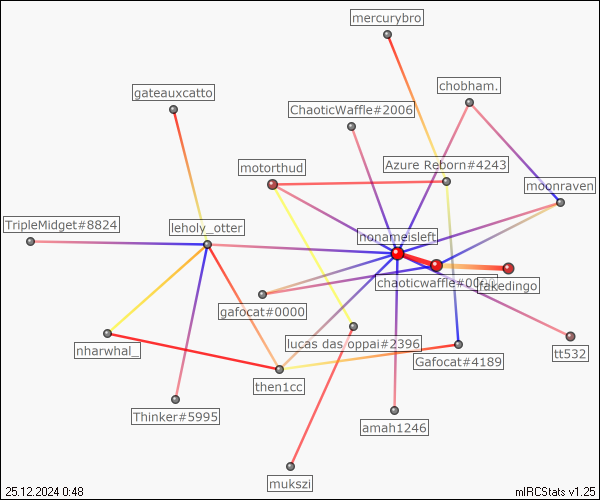 mercurybro
chobham.
gateauxcatto
ChaoticWaffle#2006
motorthud
Azure Reborn#4243
moonraven
TripleMidget#8824
leholy_otter
nonameisleft
chaoticwaffle#0
fakedingo
gafocat#0000
lucas das oppai#2396
nharwhal_
Gafocat#4189
tt532
then1cc
Thinker#5995
amah1246
mukszi
25.12.2024 0:48
mIRCStats v1.25